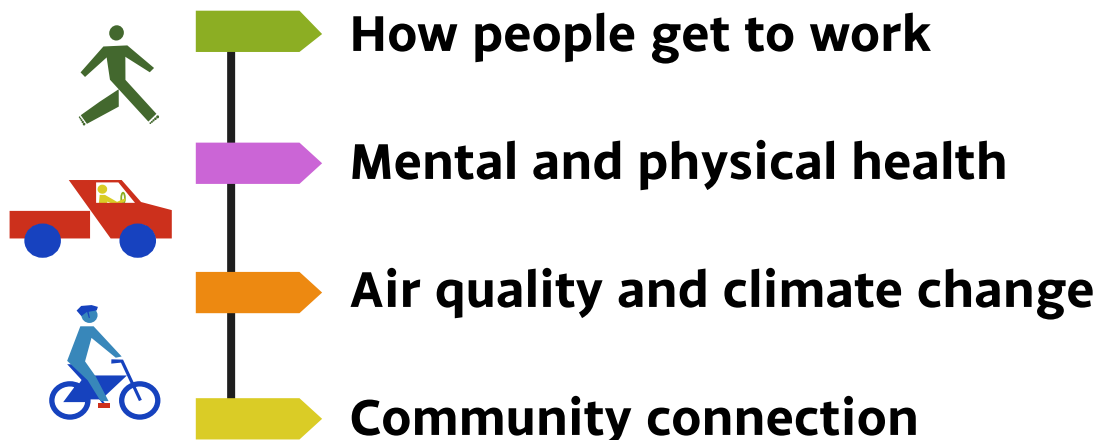 How people get to work
Mental and physical health
Air quality and climate change
Community connection